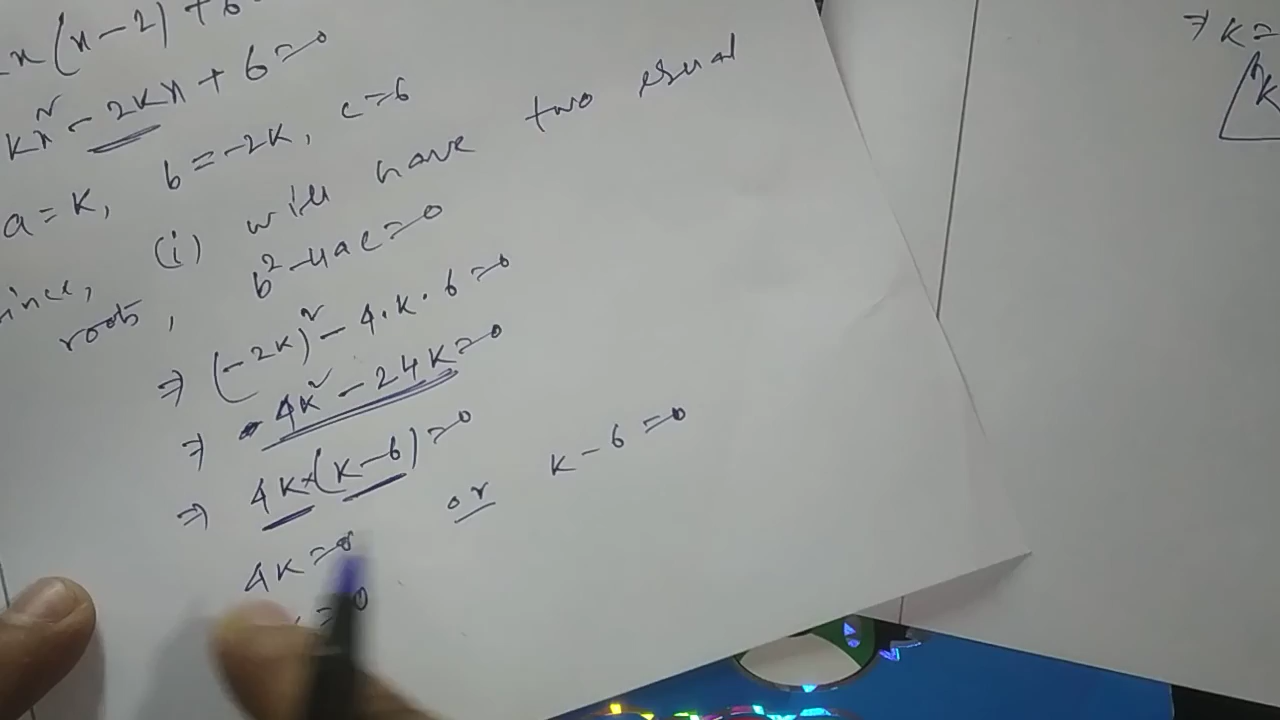 x(x-2)+6
kx²-2kx+6=0
a=k, b=-2k, c=6
since, (i) will have two equal
roots, b²-4ac=0
⇒ (-2k)²-4.k.6=0
⇒ 4k²-24k=0
⇒ 4k×(k-6)=0
4k=0 or k-6=0
=0
⇒ k=
k